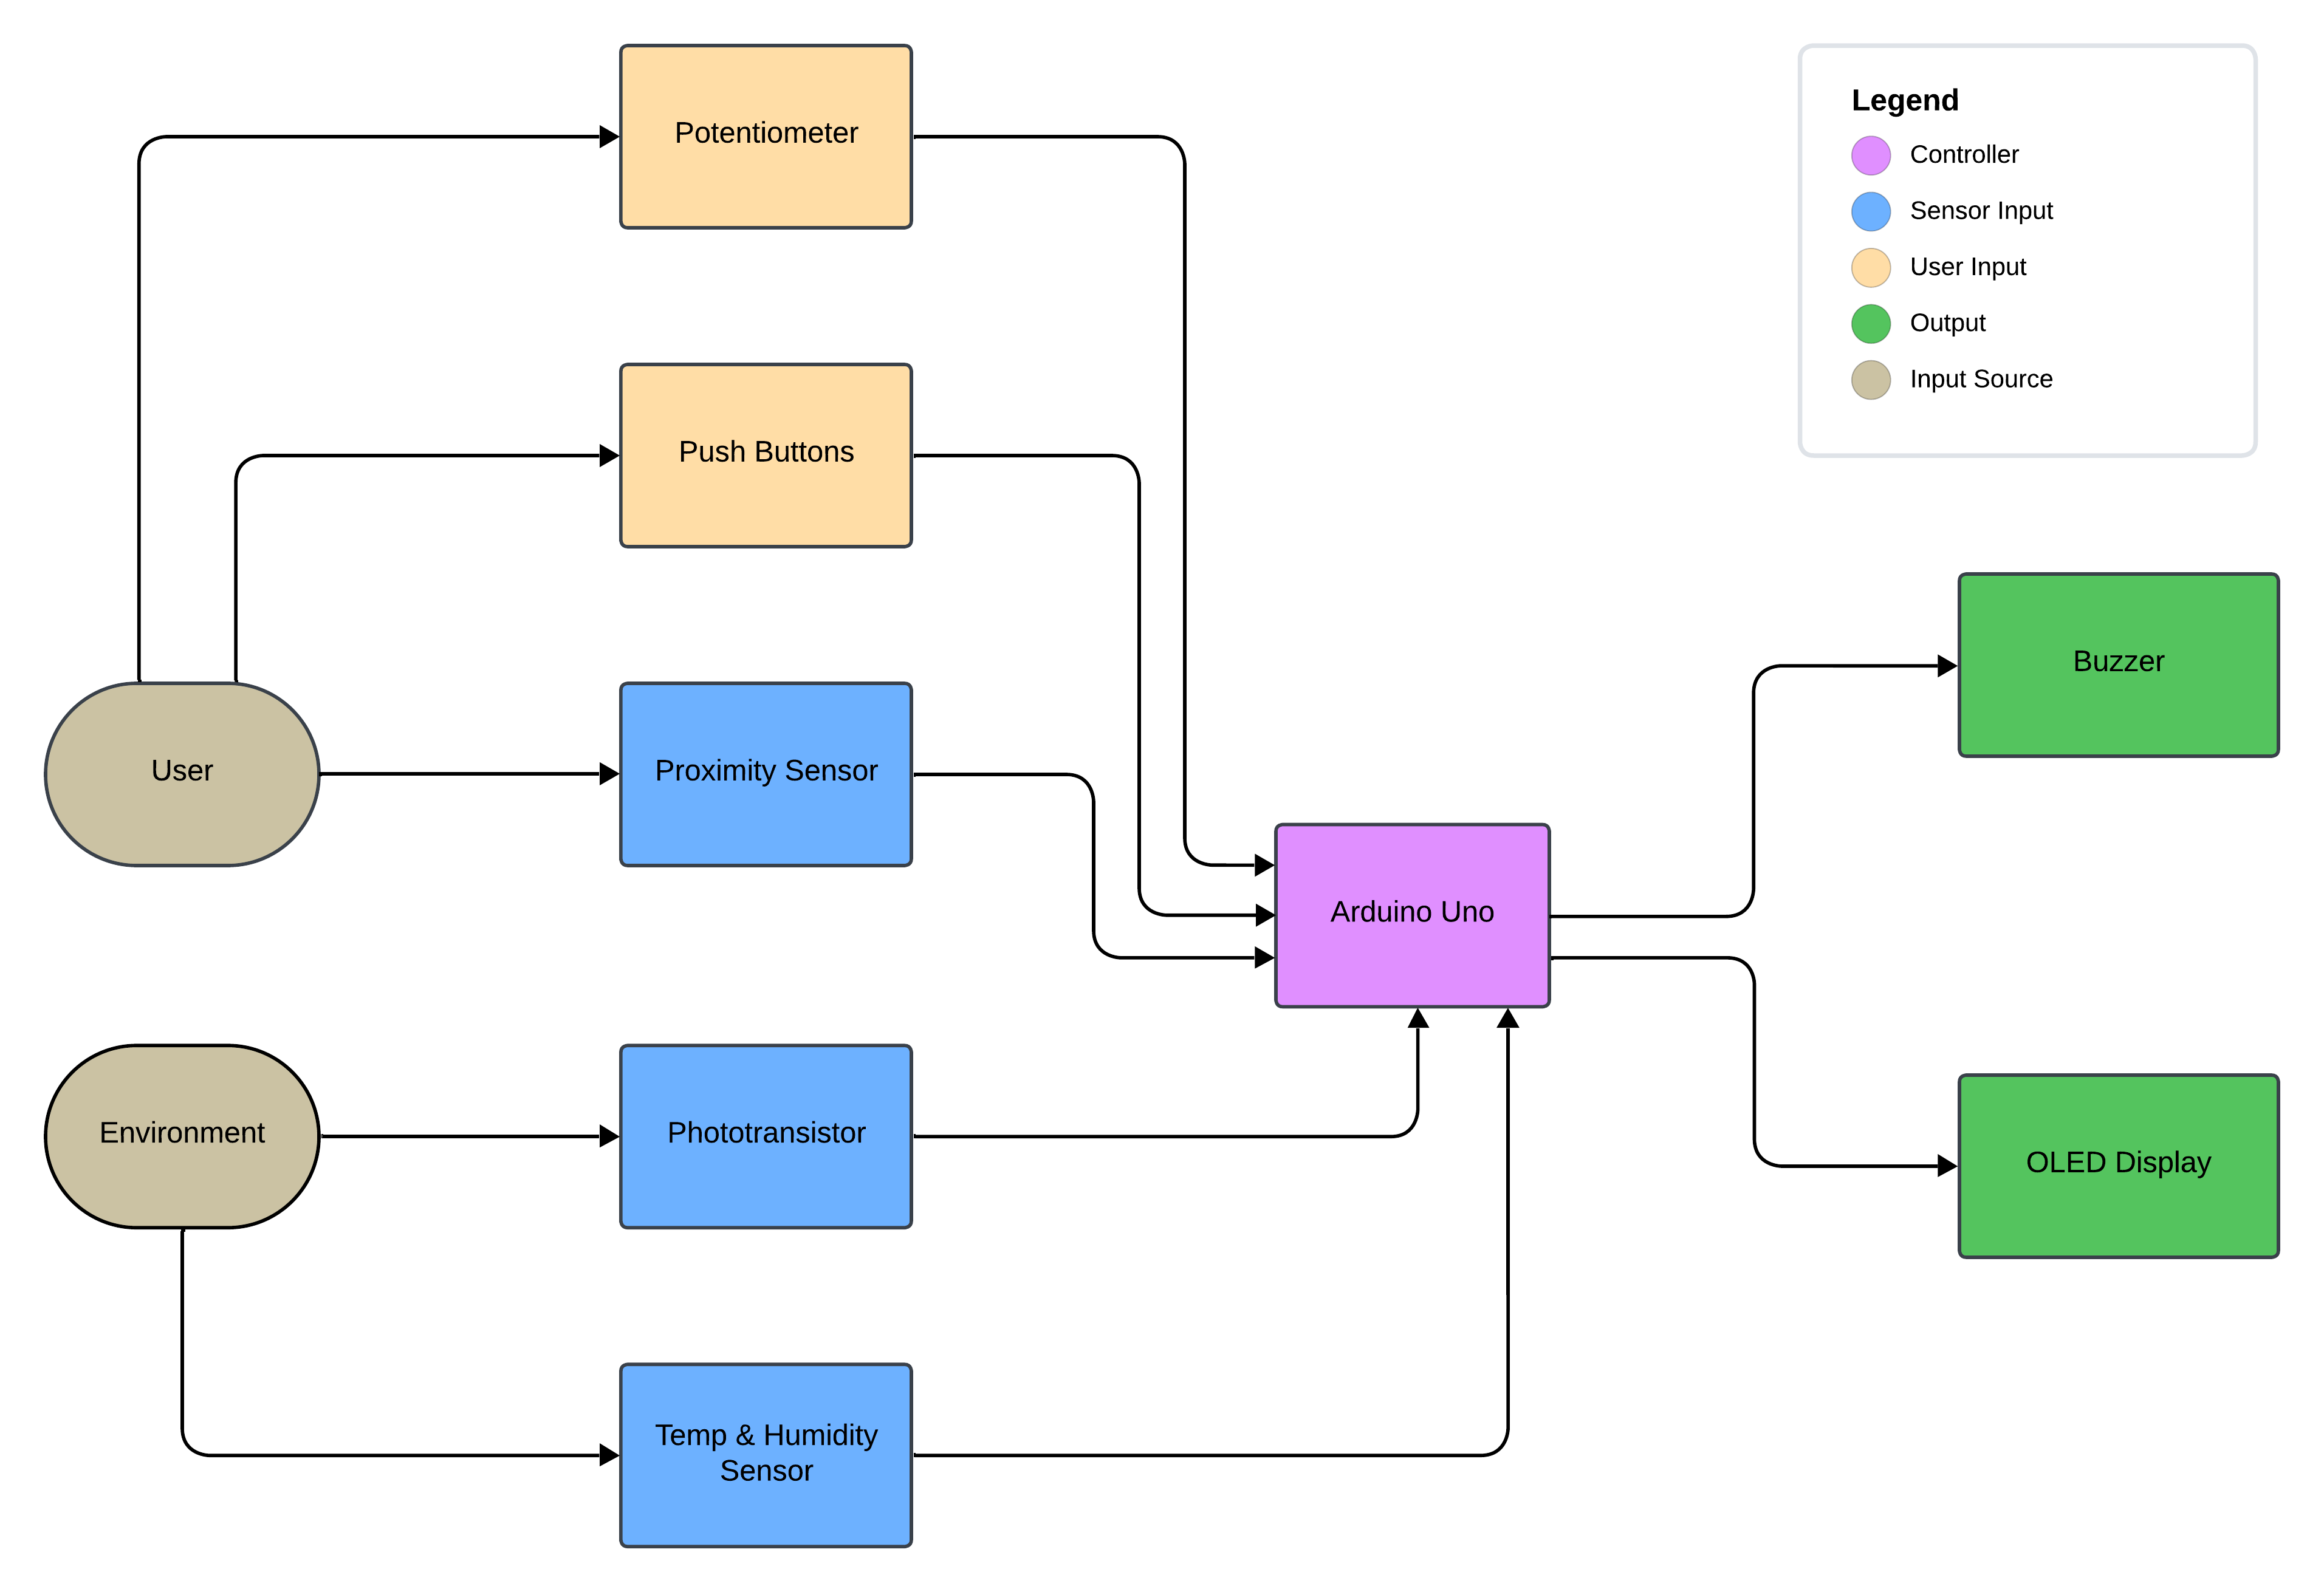 Potentiometer
Legend
Controller
Sensor Input
User Input
Output
Input Source
Push Buttons
User
Proximity Sensor
Buzzer
Arduino Uno
Environment
Phototransistor
OLED Display
Temp & Humidity
Sensor